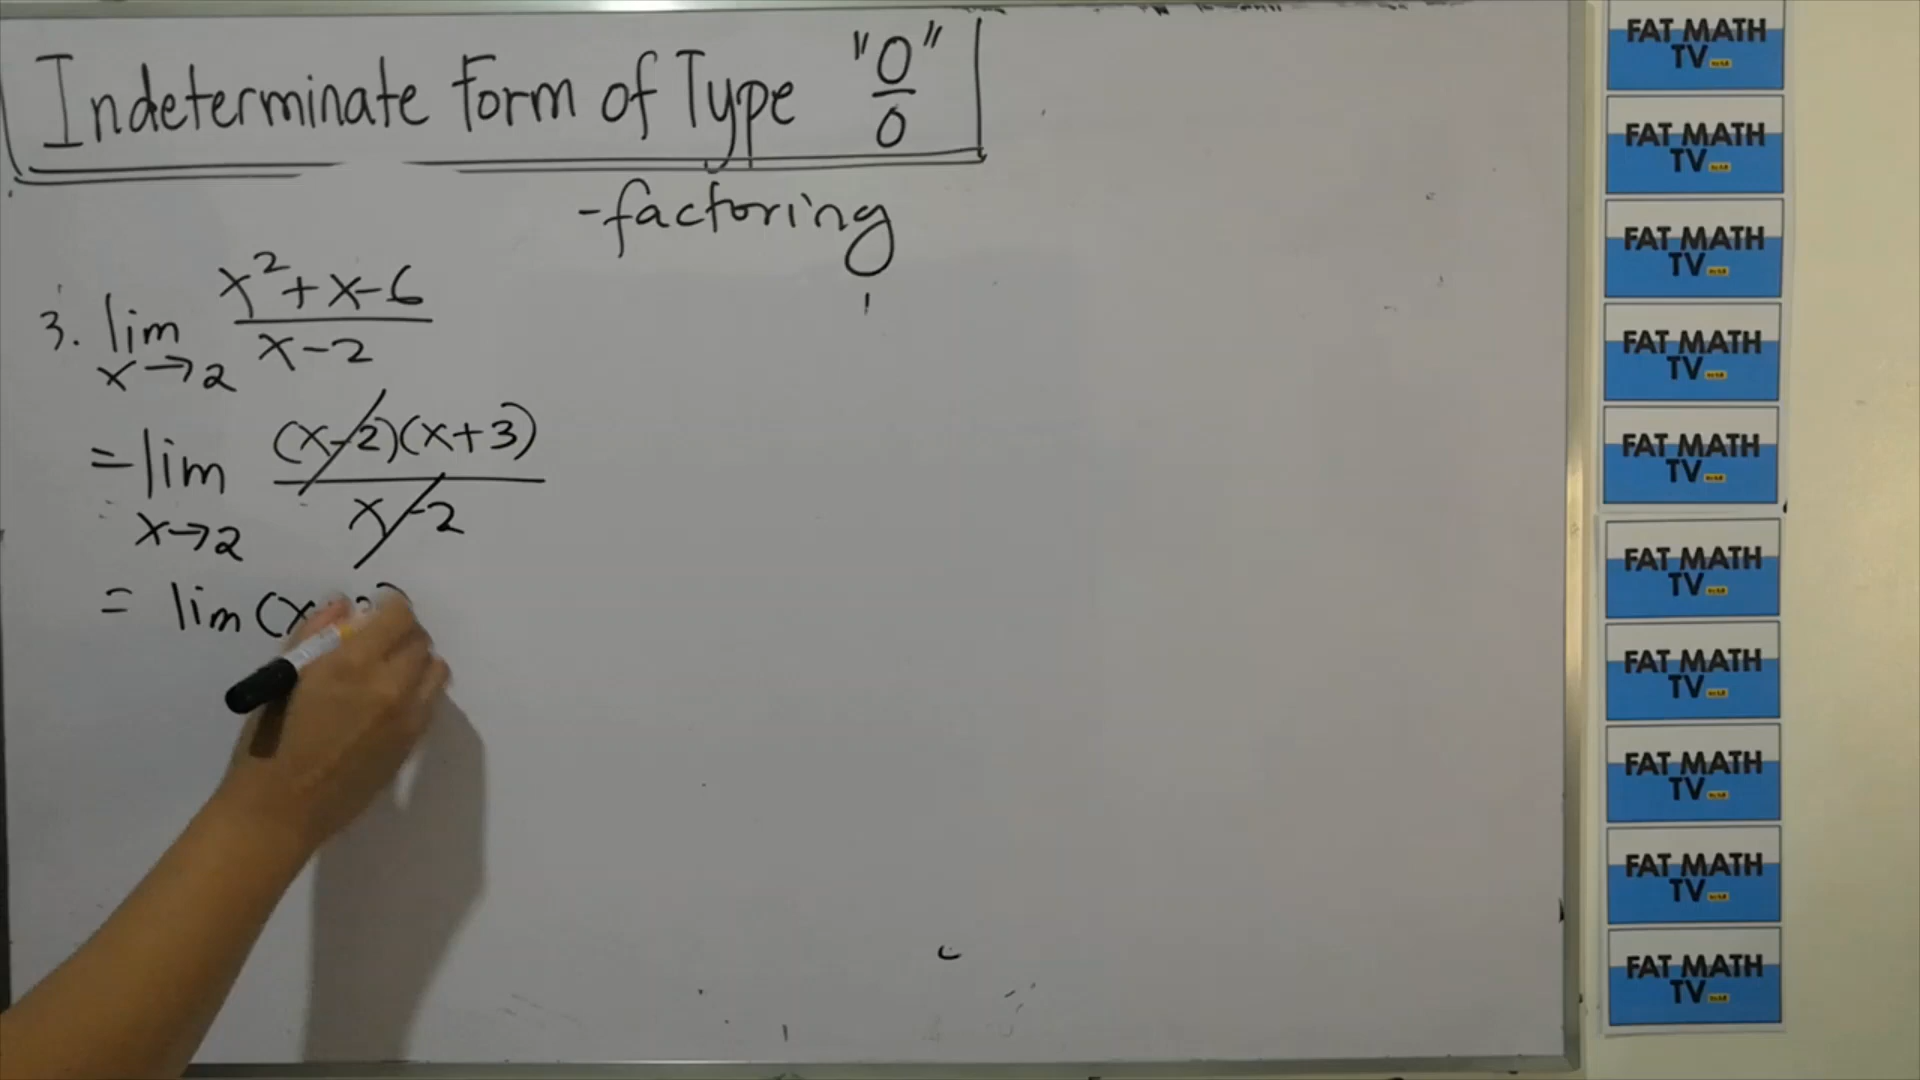 Indeterminate Form of Type "0/0"
-factoring
3. lim x→2 x²+x-6 / x-2
= lim x→2 (x-2)(x+3) / x-2
= lim (x
FAT MATH
TV
FAT MATH
TV
FAT MATH
TV
FAT MATH
TV
FAT MATH
TV
FAT MATH
TV
FAT MATH
TV
FAT MATH
TV
FAT MATH
TV
FAT MATH
TV